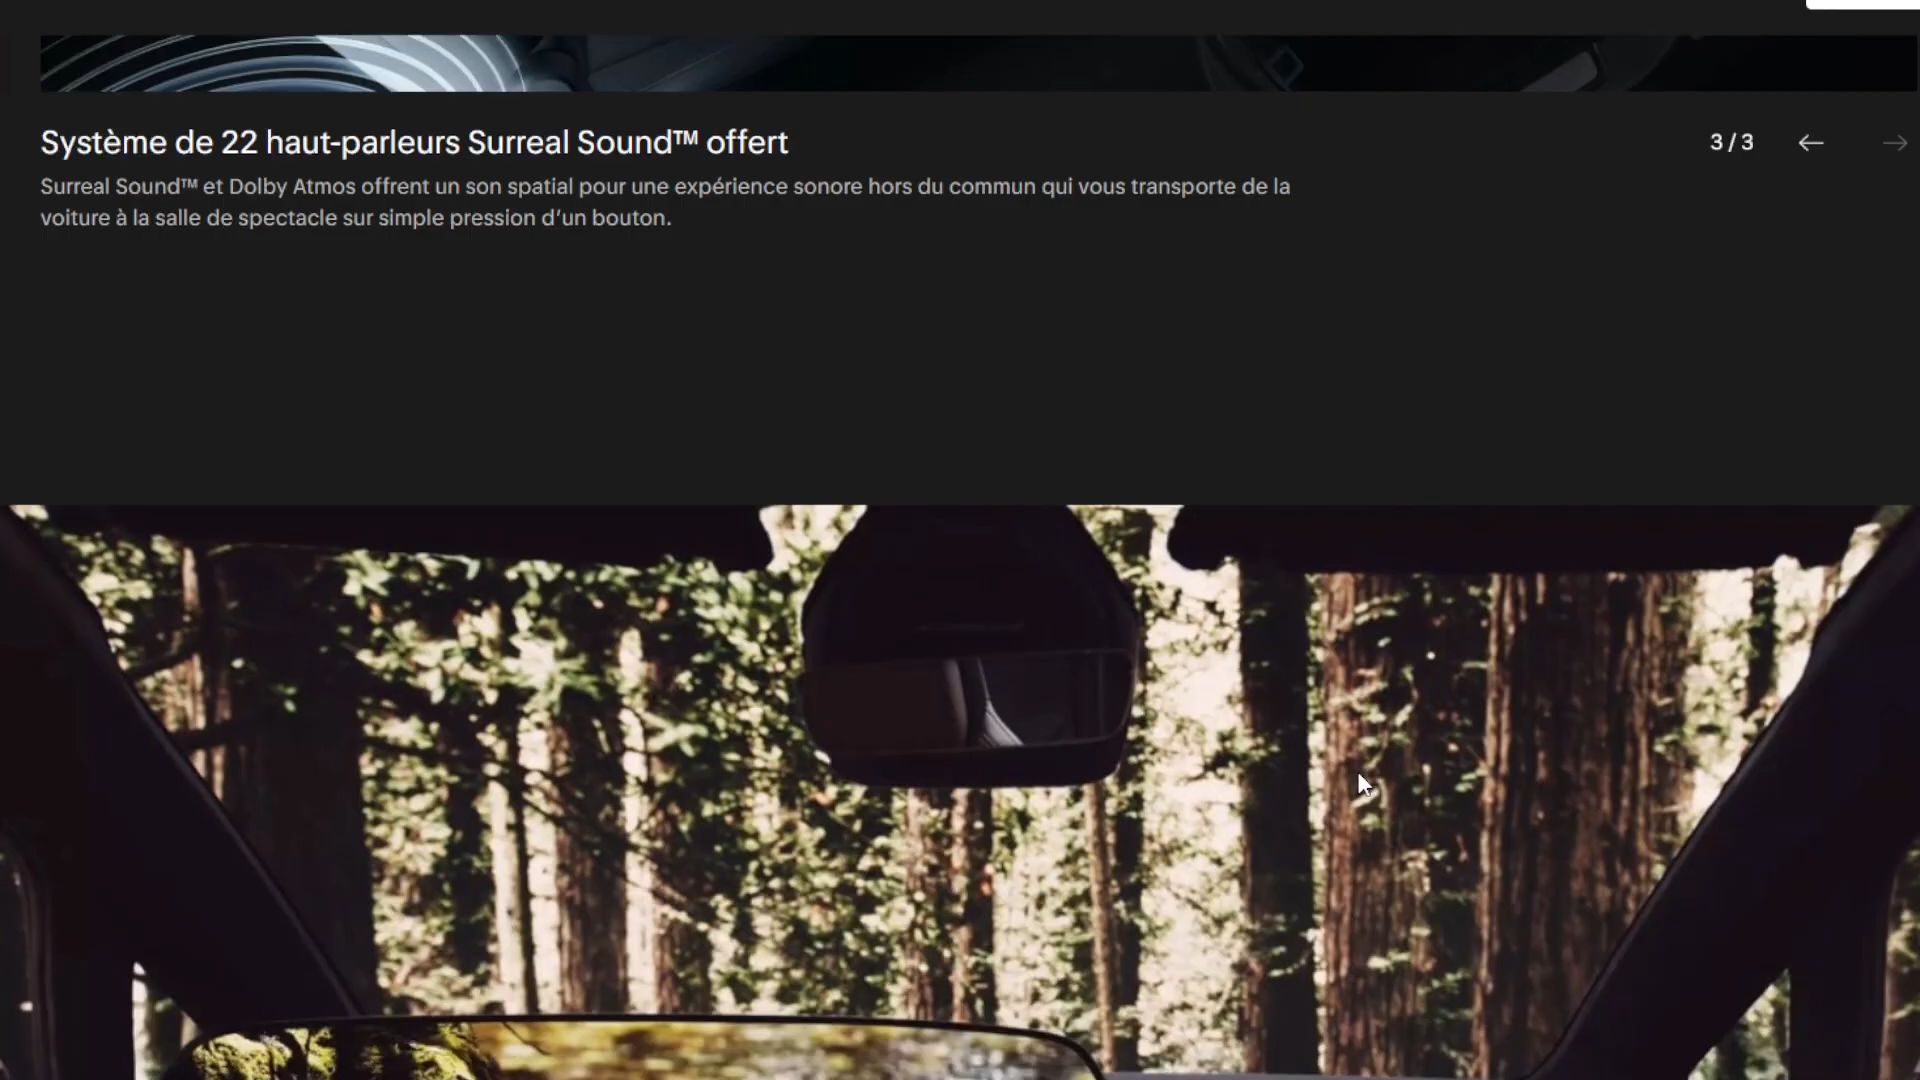 Système de 22 haut-parleurs Surreal Sound™ offert
3 / 3
Surreal Sound™ et Dolby Atmos offrent un son spatial pour une expérience sonore hors du commun qui vous transporte de la
voiture à la salle de spectacle sur simple pression d’un bouton.